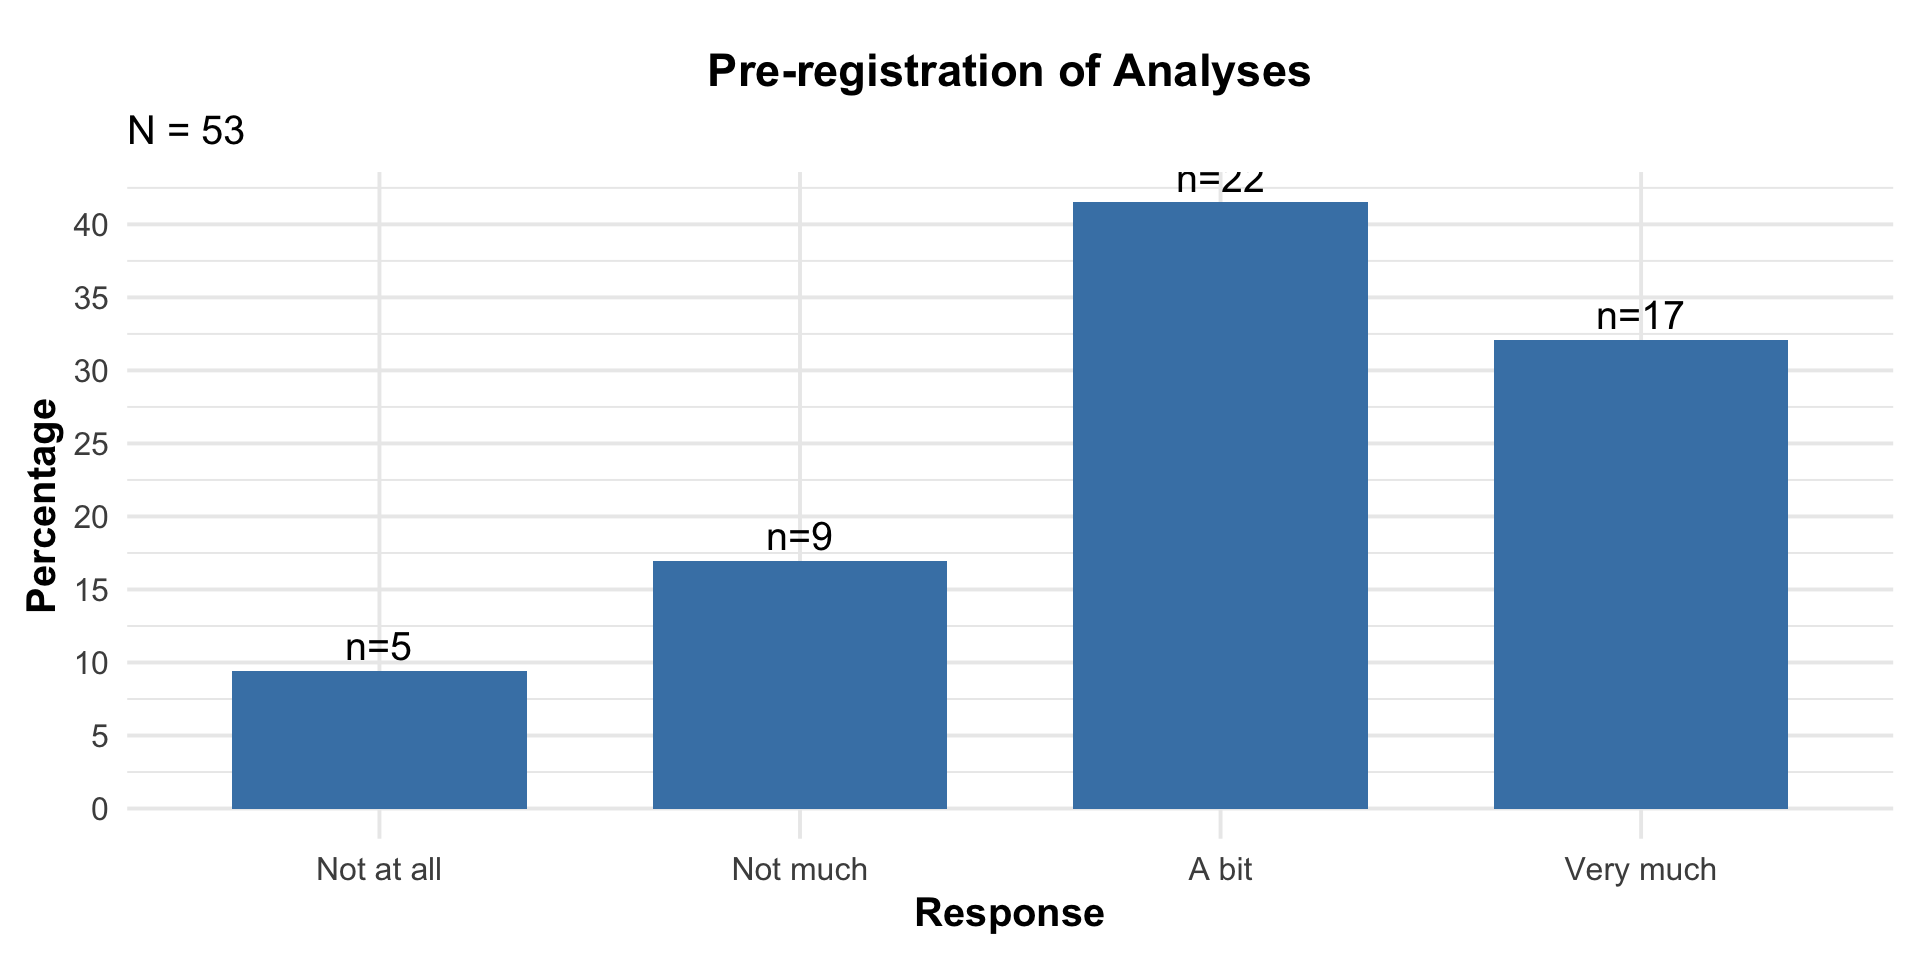 Pre-registration of Analyses
N = 53
n=22
n=17
n=9
n=5
40
35
30
25
20
15
10
5
0
Percentage
Not at all
Not much
A bit
Very much
Response